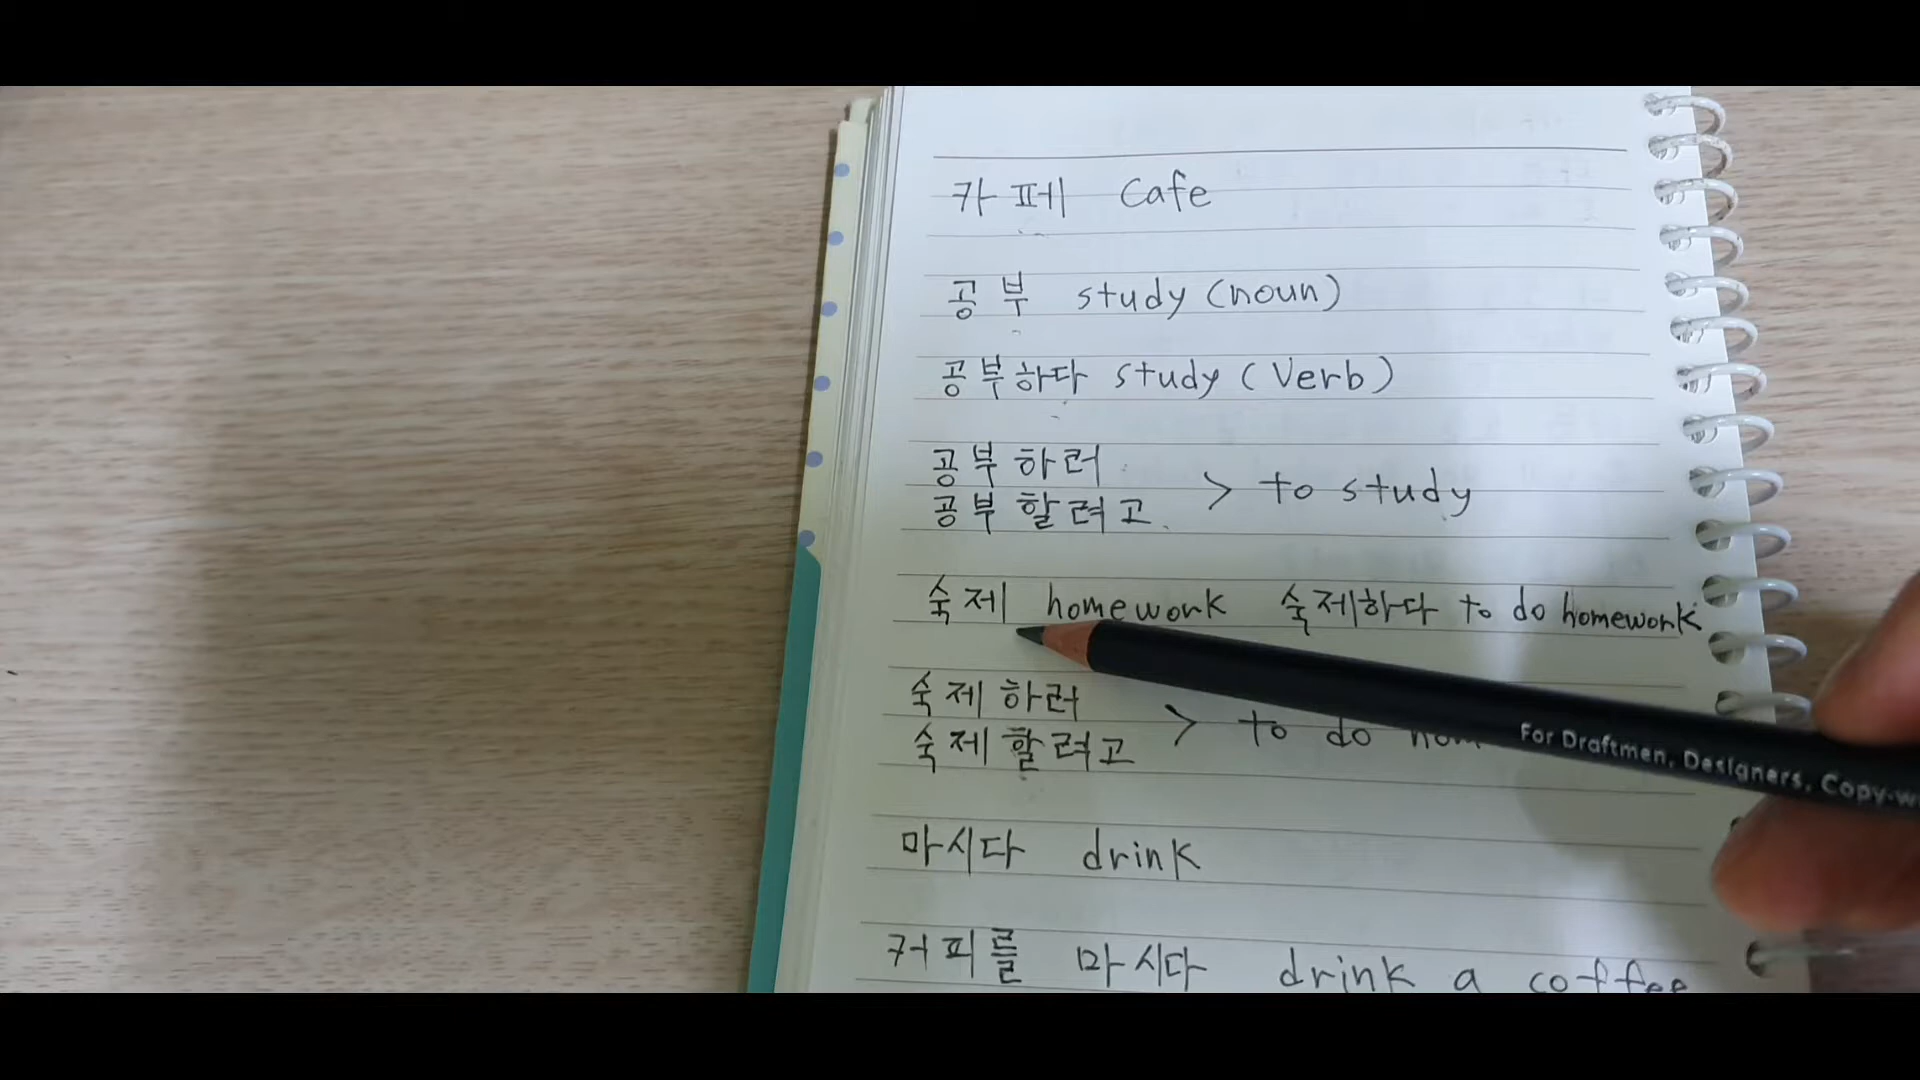 카페 Cafe
공부 study (noun)
공부하다 study (Verb)
공부하러
공부할려고 > to study
숙제 homework 숙제하다 to do homework
숙제하러
숙제할려고 > to do
For Draftmen, Designers, Copy-w
마시다 drink
커피를 마시다 drink a coffee